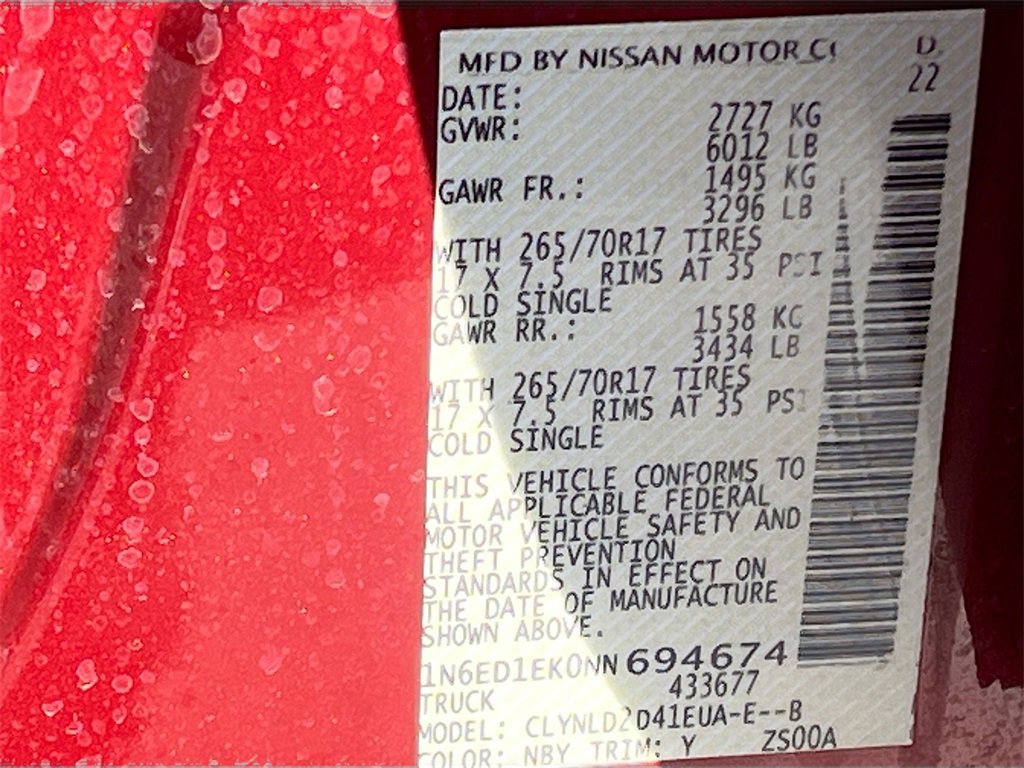 MFD BY NISSAN MOTOR CO D
DATE: 22
GVWR: 2727 KG
6012 LB
GAWR FR.: 1495 KG
3296 LB
WITH 265/70R17 TIRES
17 X 7.5 RIMS AT 35 PSI
COLD SINGLE
GAWR RR.: 1558 KG
3434 LB
WITH 265/70R17 TIRES
17 X 7.5 RIMS AT 35 PSI
COLD SINGLE
THIS VEHICLE CONFORMS TO
ALL APPLICABLE FEDERAL
MOTOR VEHICLE SAFETY AND
THEFT PREVENTION
STANDARDS IN EFFECT ON
THE DATE OF MANUFACTURE
SHOWN ABOVE.
1N6ED1EK0NN694674
433677
TRUCK
MODEL: CLYNLD2D41EUA-E--B
COLOR: NBY TRIM: Y ZS00A